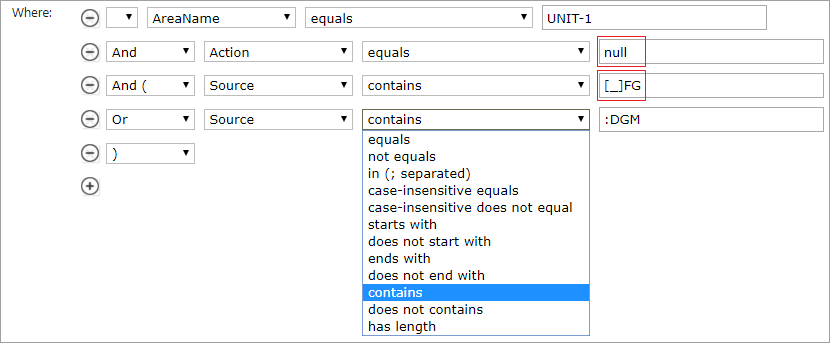 Where: AreaName equals UNIT-1
And Action equals null
And ( Source contains [_]FG
Or Source contains :DGM
equals
) not equals
in (; separated)
case-insensitive equals
case-insensitive does not equal
starts with
does not start with
ends with
does not end with
contains
does not contains
has length